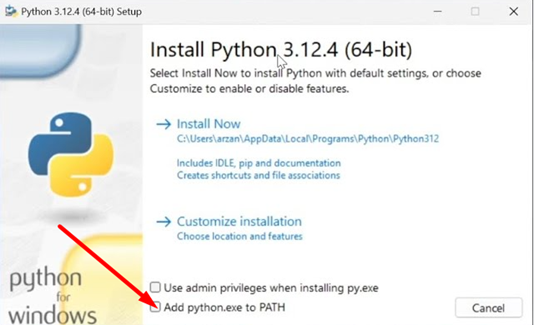 Python 3.12.4 (64-bit) Setup
Install Python 3.12.4 (64-bit)
Select Install Now to install Python with default settings, or choose
Customize to enable or disable features.
Install Now
C:\Users\arzan\AppData\Local\Programs\Python\Python312
Includes IDLE, pip and documentation
Creates shortcuts and file associations
Customize installation
Choose location and features
python
for
windows
Use admin privileges when installing py.exe
Add python.exe to PATH
Cancel